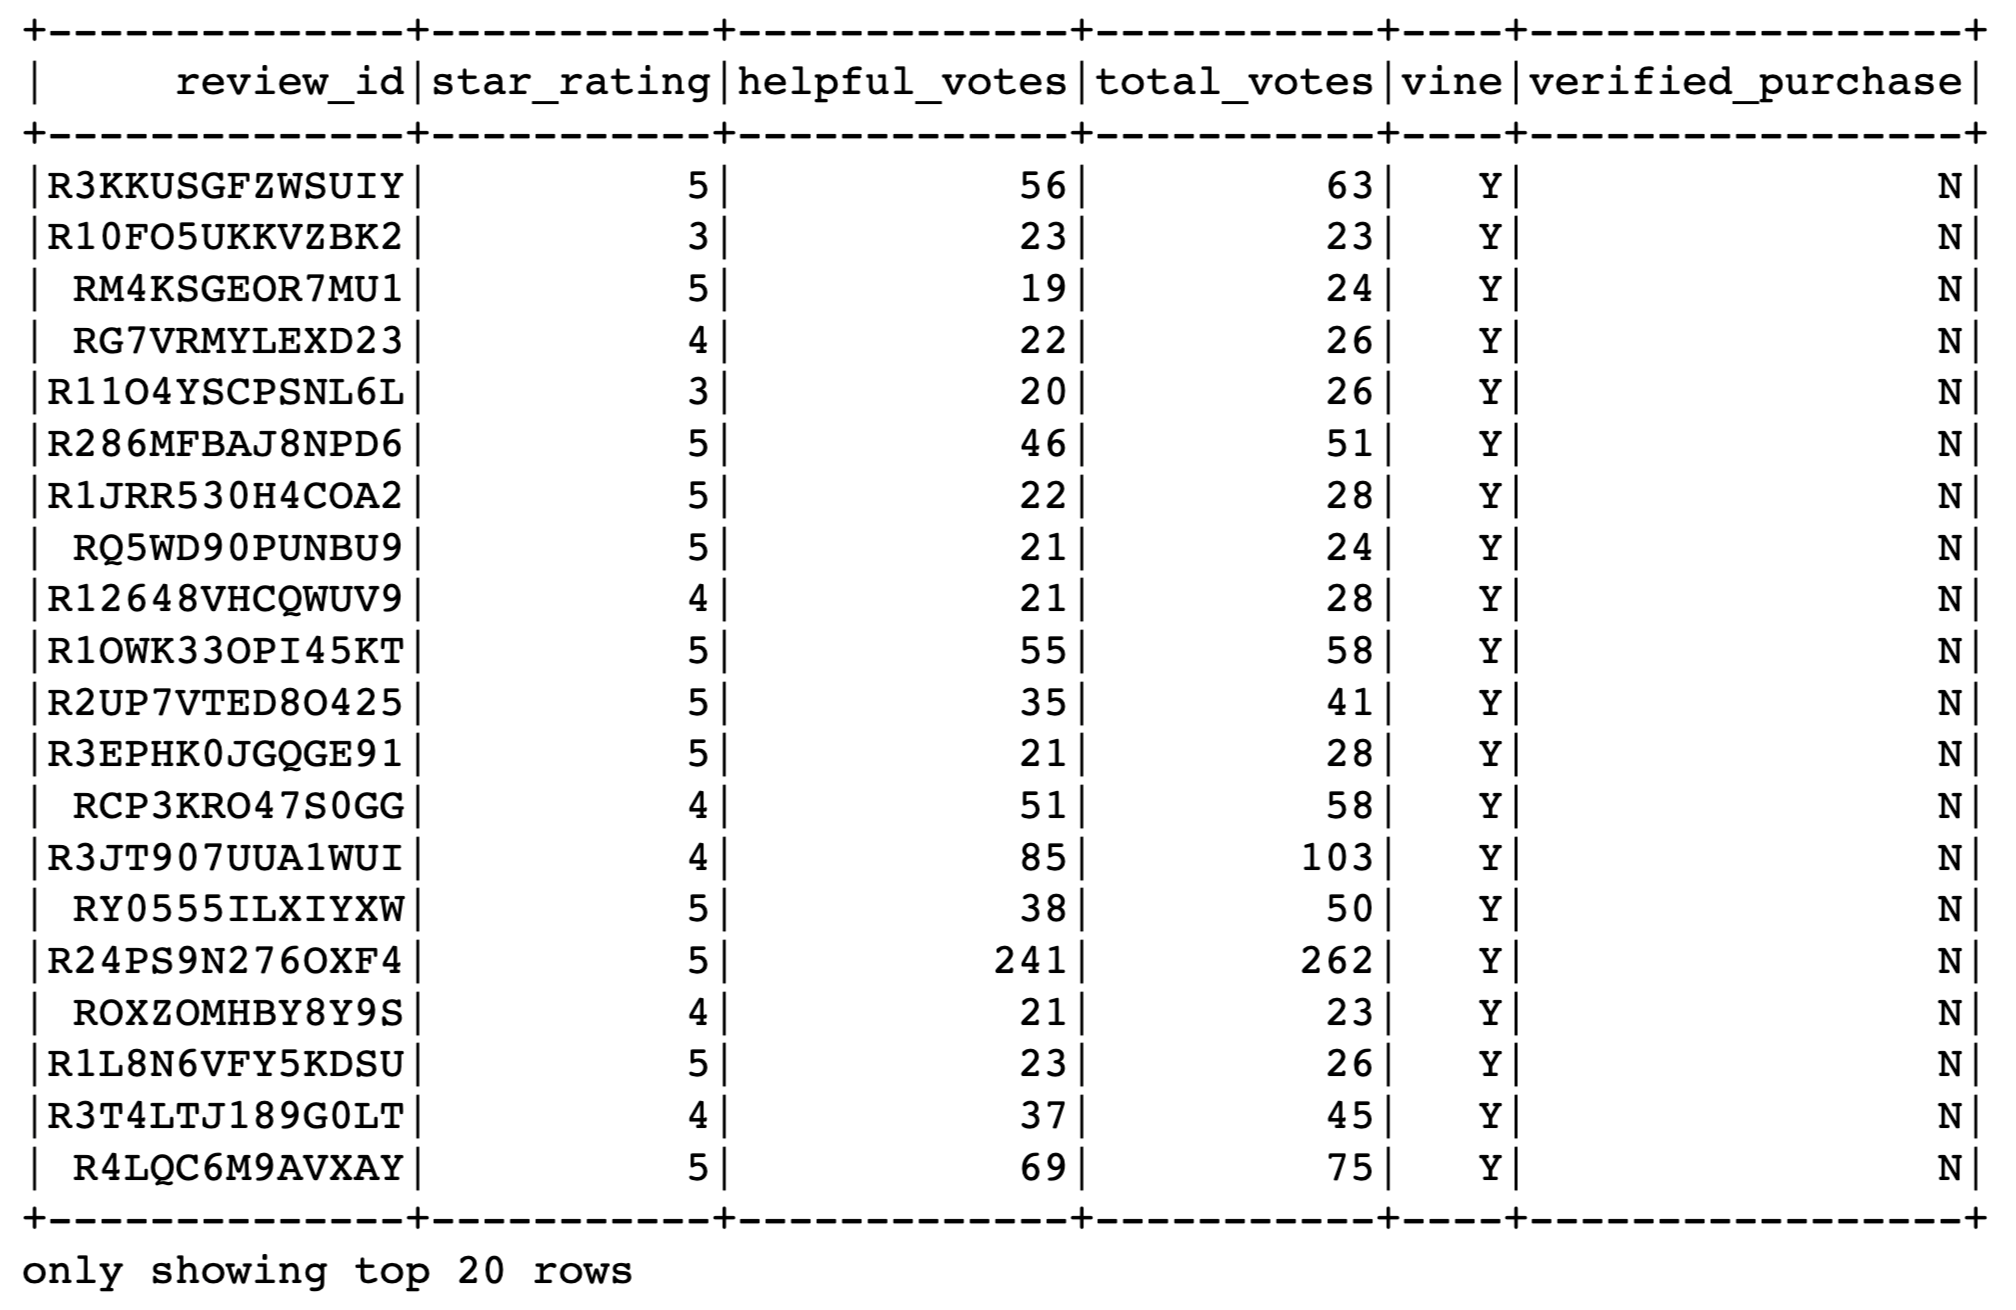 +--------------+-----------+-------------+-----------+----+-----------------+
|     review_id|star_rating|helpful_votes|total_votes|vine|verified_purchase|
+--------------+-----------+-------------+-----------+----+-----------------+
|R3KKUSGFZWSUIY|          5|           56|         63|   Y|                N|
|R10FO5UKKVZBK2|          3|           23|         23|   Y|                N|
| RM4KSGEOR7MU1|          5|           19|         24|   Y|                N|
| RG7VRMYLEXD23|          4|           22|         26|   Y|                N|
|R11O4YSCPSNL6L|          3|           20|         26|   Y|                N|
|R286MFBAJ8NPD6|          5|           46|         51|   Y|                N|
|R1JRR530H4COA2|          5|           22|         28|   Y|                N|
| RQ5WD90PUNBU9|          5|           21|         24|   Y|                N|
|R12648VHCQWUV9|          4|           21|         28|   Y|                N|
|R1OWK33OPI45KT|          5|           55|         58|   Y|                N|
|R2UP7VTED8O425|          5|           35|         41|   Y|                N|
|R3EPHK0JGQGE91|          5|           21|         28|   Y|                N|
| RCP3KRO47S0GG|          4|           51|         58|   Y|                N|
|R3JT907UUA1WUI|          4|           85|        103|   Y|                N|
| RY0555ILXIYXW|          5|           38|         50|   Y|                N|
|R24PS9N276OXF4|          5|          241|        262|   Y|                N|
| ROXZOMHBY8Y9S|          4|           21|         23|   Y|                N|
|R1L8N6VFY5KDSU|          5|           23|         26|   Y|                N|
|R3T4LTJ189G0LT|          4|           37|         45|   Y|                N|
| R4LQC6M9AVXAY|          5|           69|         75|   Y|                N|
+--------------+-----------+-------------+-----------+----+-----------------+
only showing top 20 rows